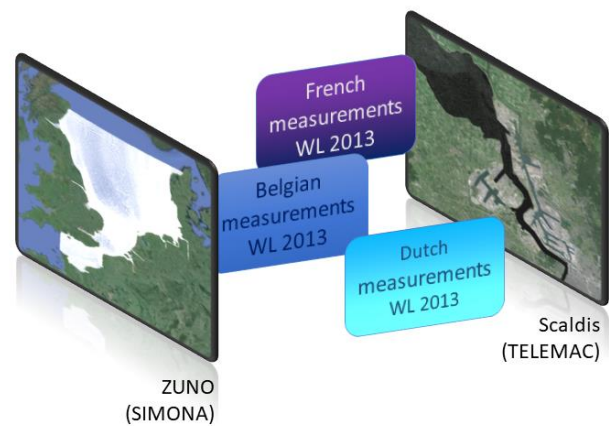 French
measurements
WL 2013
Belgian
measurements
WL 2013
Dutch
measurements
WL 2013
Scaldis
(TELEMAC)
ZUNO
(SIMONA)